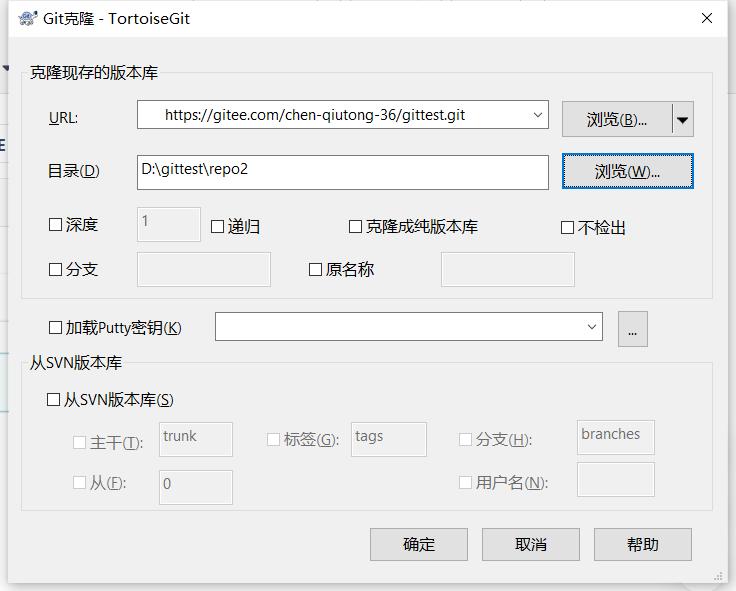 Git克隆 - TortoiseGit
克隆现存的版本库
URL: https://gitee.com/chen-qiutong-36/gittest.git 浏览(B)...
目录(D) D:\gittest\repo2 浏览(W)...
深度 1 递归 克隆成纯版本库 不检出
分支 原名称
加载Putty密钥(K) ...
从SVN版本库
从SVN版本库(S)
主干(T): trunk 标签(G): tags 分支(H): branches
从(F): 0 用户名(N):
确定 取消 帮助